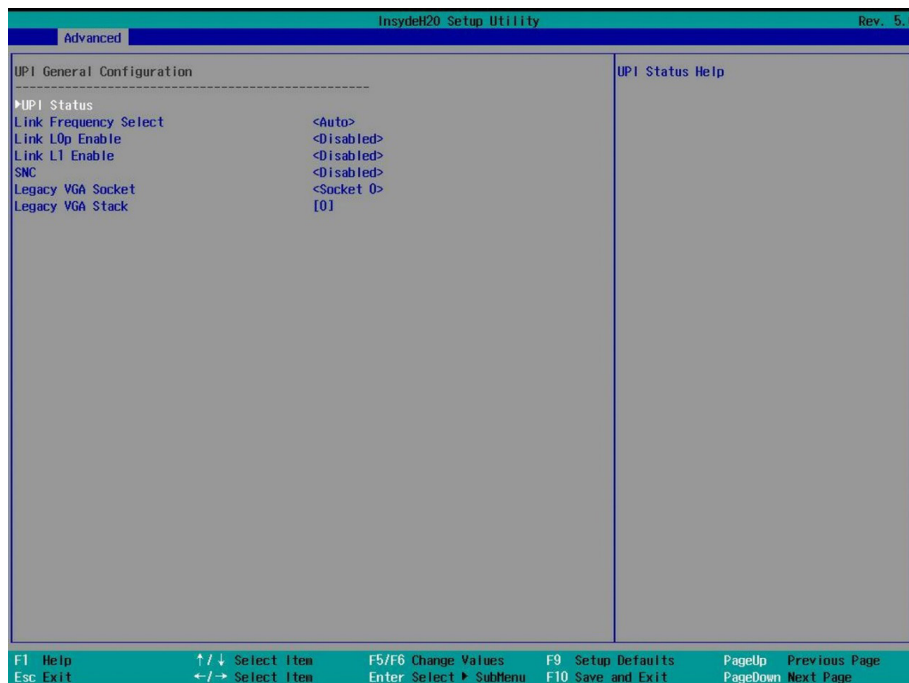 InsydeH20 Setup Utility Rev. 5.
Advanced
UPI General Configuration
UPI Status Help
▶UPI Status
Link Frequency Select <Auto>
Link L0p Enable <Disabled>
Link L1 Enable <Disabled>
SNC <Disabled>
Legacy VGA Socket <Socket 0>
Legacy VGA Stack [0]
F1 Help ↑/↓ Select Item F5/F6 Change Values F9 Setup Defaults PageUp Previous Page
Esc Exit ←/→ Select Item Enter Select ▶ SubMenu F10 Save and Exit PageDown Next Page